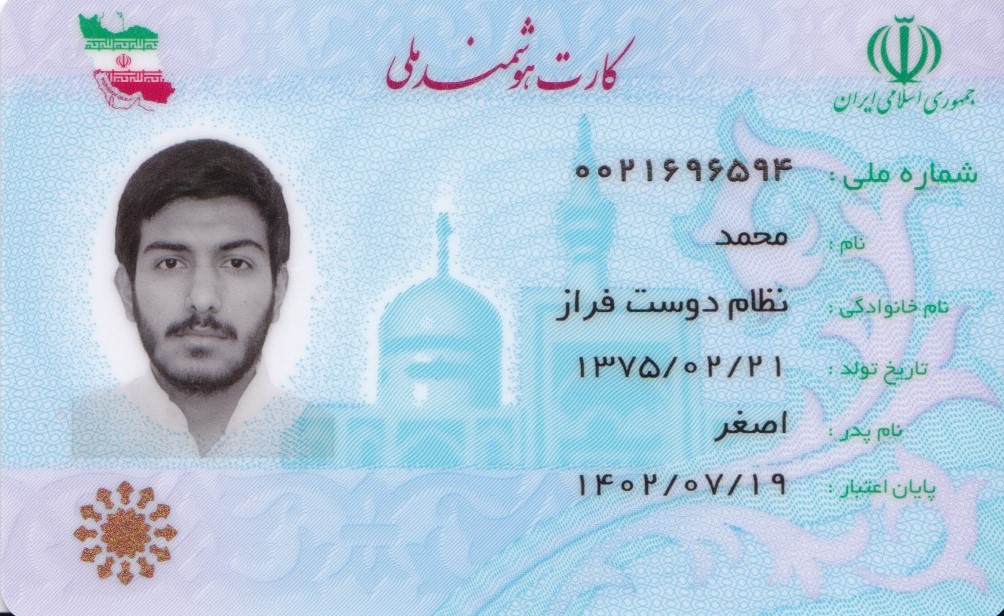 کارت هوشمند ملی
جمهوری اسلامی ایران
شماره ملی : ۰۰۲۱۶۹۶۵۹۴
نام : محمد
نام خانوادگی : نظام دوست فراز
تاریخ تولد : ۱۳۷۵/۰۲/۲۱
نام پدر : اصغر
پایان اعتبار : ۱۴۰۲/۰۷/۱۹